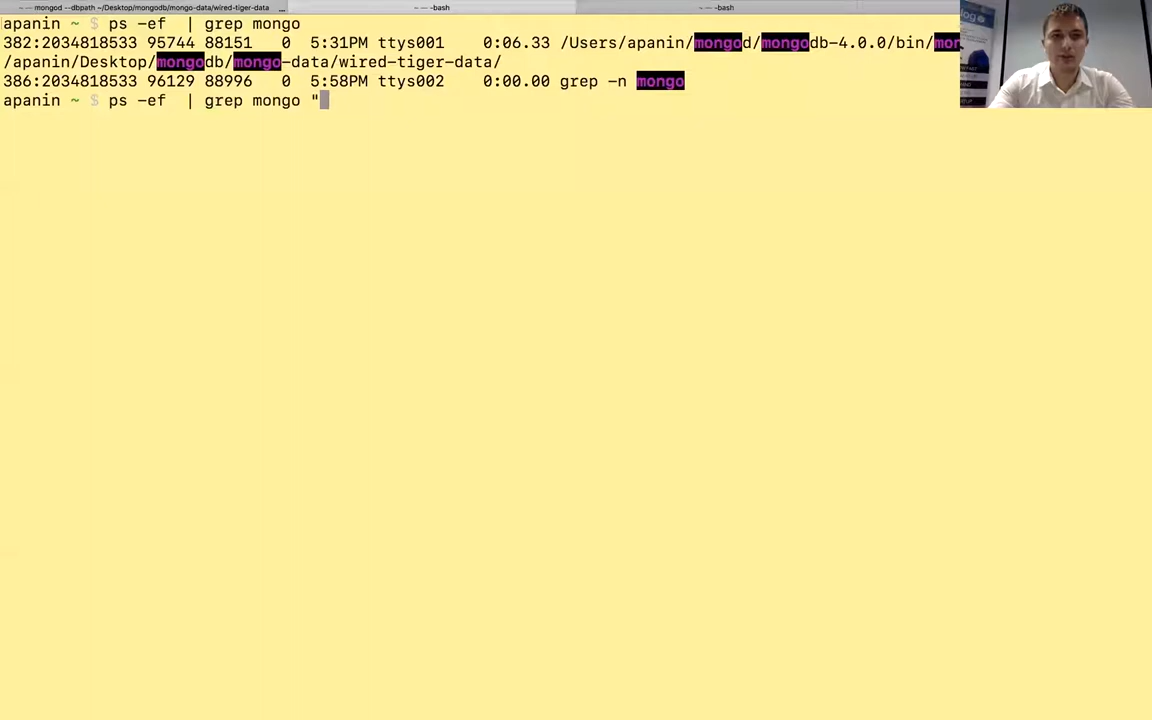 ~ — mongod --dbpath ~/Desktop/mongodb/mongo-data/wired-tiger-data ...
~ — -bash
~ — -bash
apanin ~ $ ps -ef  | grep mongo
382:2034818533 95744 88151   0  5:31PM ttys001    0:06.33 /Users/apanin/mongod/mongodb-4.0.0/bin/mon
/apanin/Desktop/mongodb/mongo-data/wired-tiger-data/
386:2034818533 96129 88996   0  5:58PM ttys002    0:00.00 grep -n mongo
apanin ~ $ ps -ef  | grep mongo "